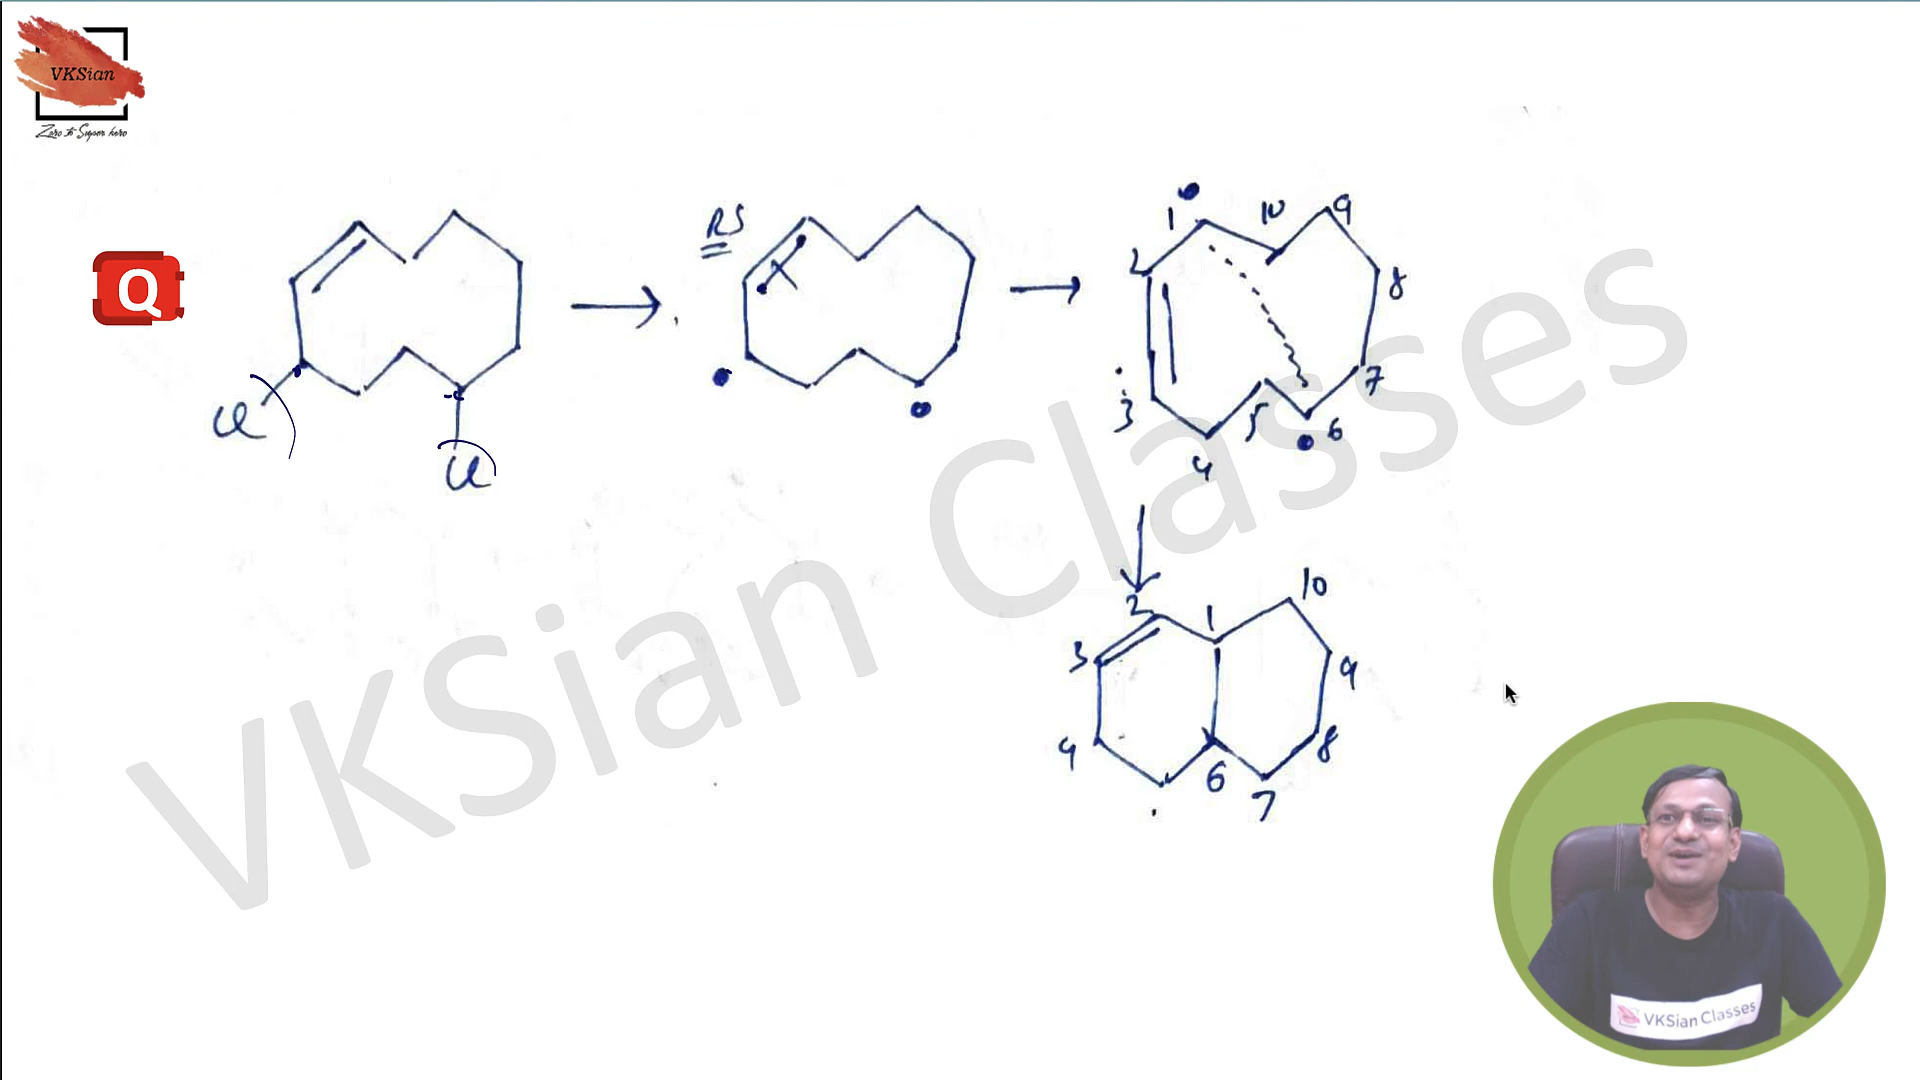 VKSian
Zero to Super hero
Q
Cl
Cl
RS
X
1
10
9
2
8
3
7
5
6
4
2
1
10
3
9
4
6
8
7
VKSian Classes
VKSian Classes